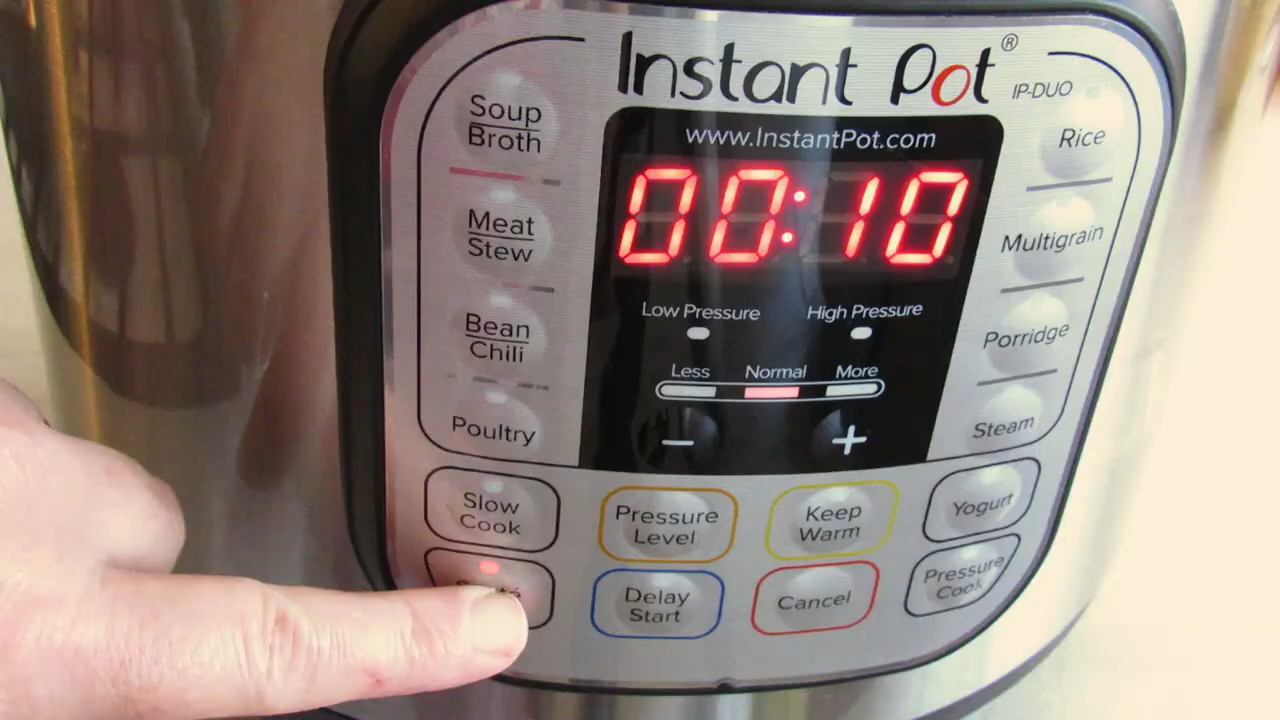 Instant Pot®
IP-DUO
www.InstantPot.com
00:10
Low Pressure
High Pressure
Less
Normal
More
−
+
Soup
Broth
Meat
Stew
Bean
Chili
Poultry
Rice
Multigrain
Porridge
Steam
Slow
Cook
Pressure
Level
Keep
Warm
Yogurt
Delay
Start
Cancel
Pressure
Cook